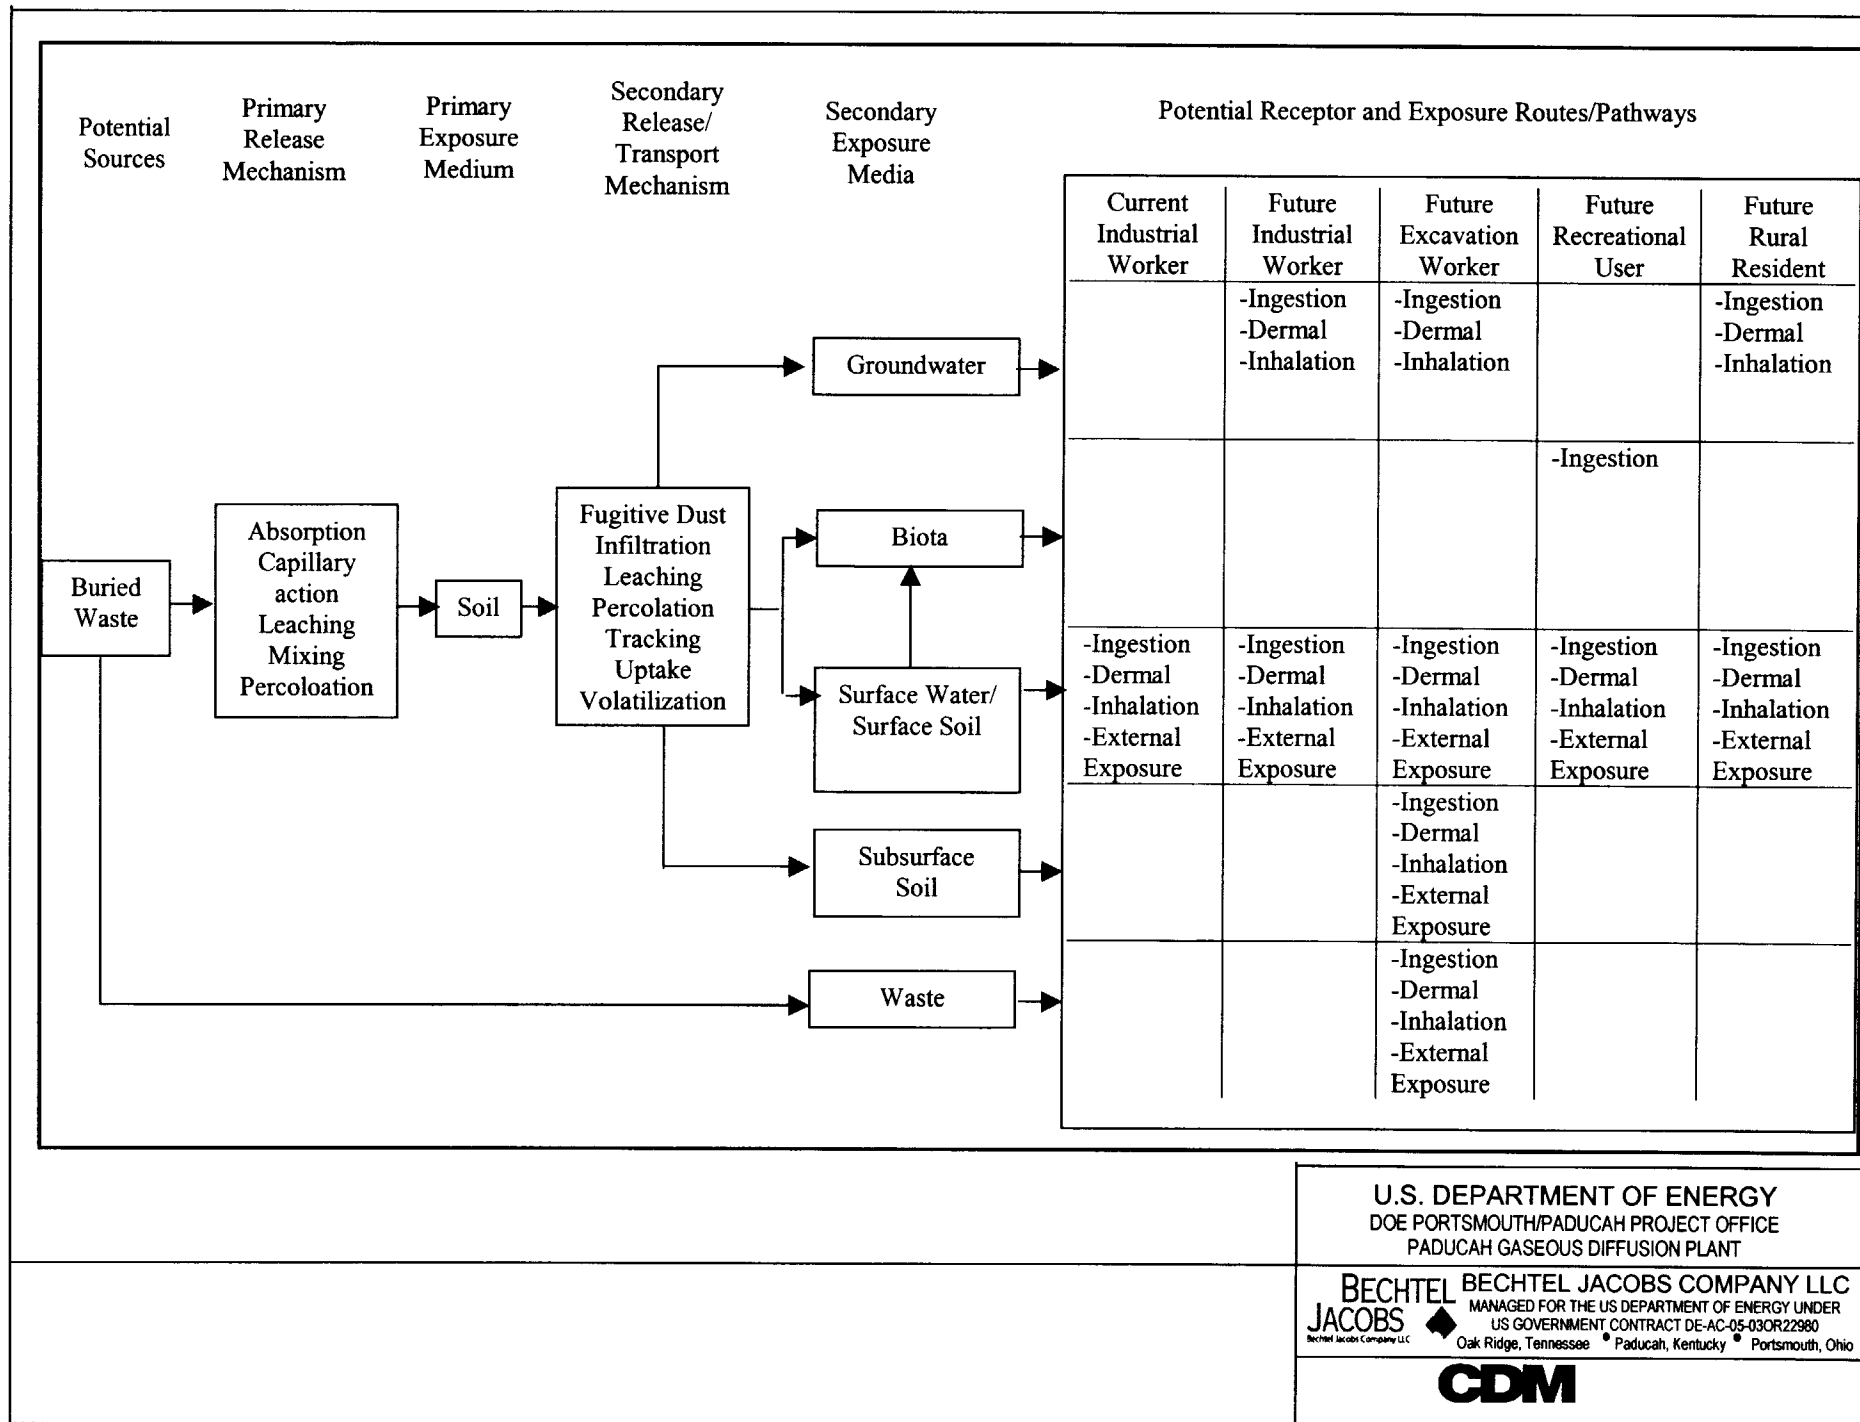 Potential
Sources
Primary
Release
Mechanism
Primary
Exposure
Medium
Secondary
Release/
Transport
Mechanism
Secondary
Exposure
Media
Potential Receptor and Exposure Routes/Pathways
Current
Industrial
Worker
Future
Industrial
Worker
Future
Excavation
Worker
Future
Recreational
User
Future
Rural
Resident
Buried
Waste
Absorption
Capillary
action
Leaching
Mixing
Percoloation
Soil
Fugitive Dust
Infiltration
Leaching
Percolation
Tracking
Uptake
Volatilization
Groundwater
-Ingestion
-Dermal
-Inhalation
-Ingestion
-Dermal
-Inhalation
-Ingestion
-Dermal
-Inhalation
Biota
-Ingestion
Surface Water/
Surface Soil
-Ingestion
-Dermal
-Inhalation
-External
Exposure
-Ingestion
-Dermal
-Inhalation
-External
Exposure
-Ingestion
-Dermal
-Inhalation
-External
Exposure
-Ingestion
-Dermal
-Inhalation
-External
Exposure
-Ingestion
-Dermal
-Inhalation
-External
Exposure
Subsurface
Soil
-Ingestion
-Dermal
-Inhalation
-External
Exposure
Waste
-Ingestion
-Dermal
-Inhalation
-External
Exposure
U.S. DEPARTMENT OF ENERGY
DOE PORTSMOUTH/PADUCAH PROJECT OFFICE
PADUCAH GASEOUS DIFFUSION PLANT
BECHTEL
JACOBS
Bechtel Jacobs Company LLC
BECHTEL JACOBS COMPANY LLC
MANAGED FOR THE US DEPARTMENT OF ENERGY UNDER
US GOVERNMENT CONTRACT DE-AC-05-03OR22980
Oak Ridge, Tennessee • Paducah, Kentucky • Portsmouth, Ohio
CDM